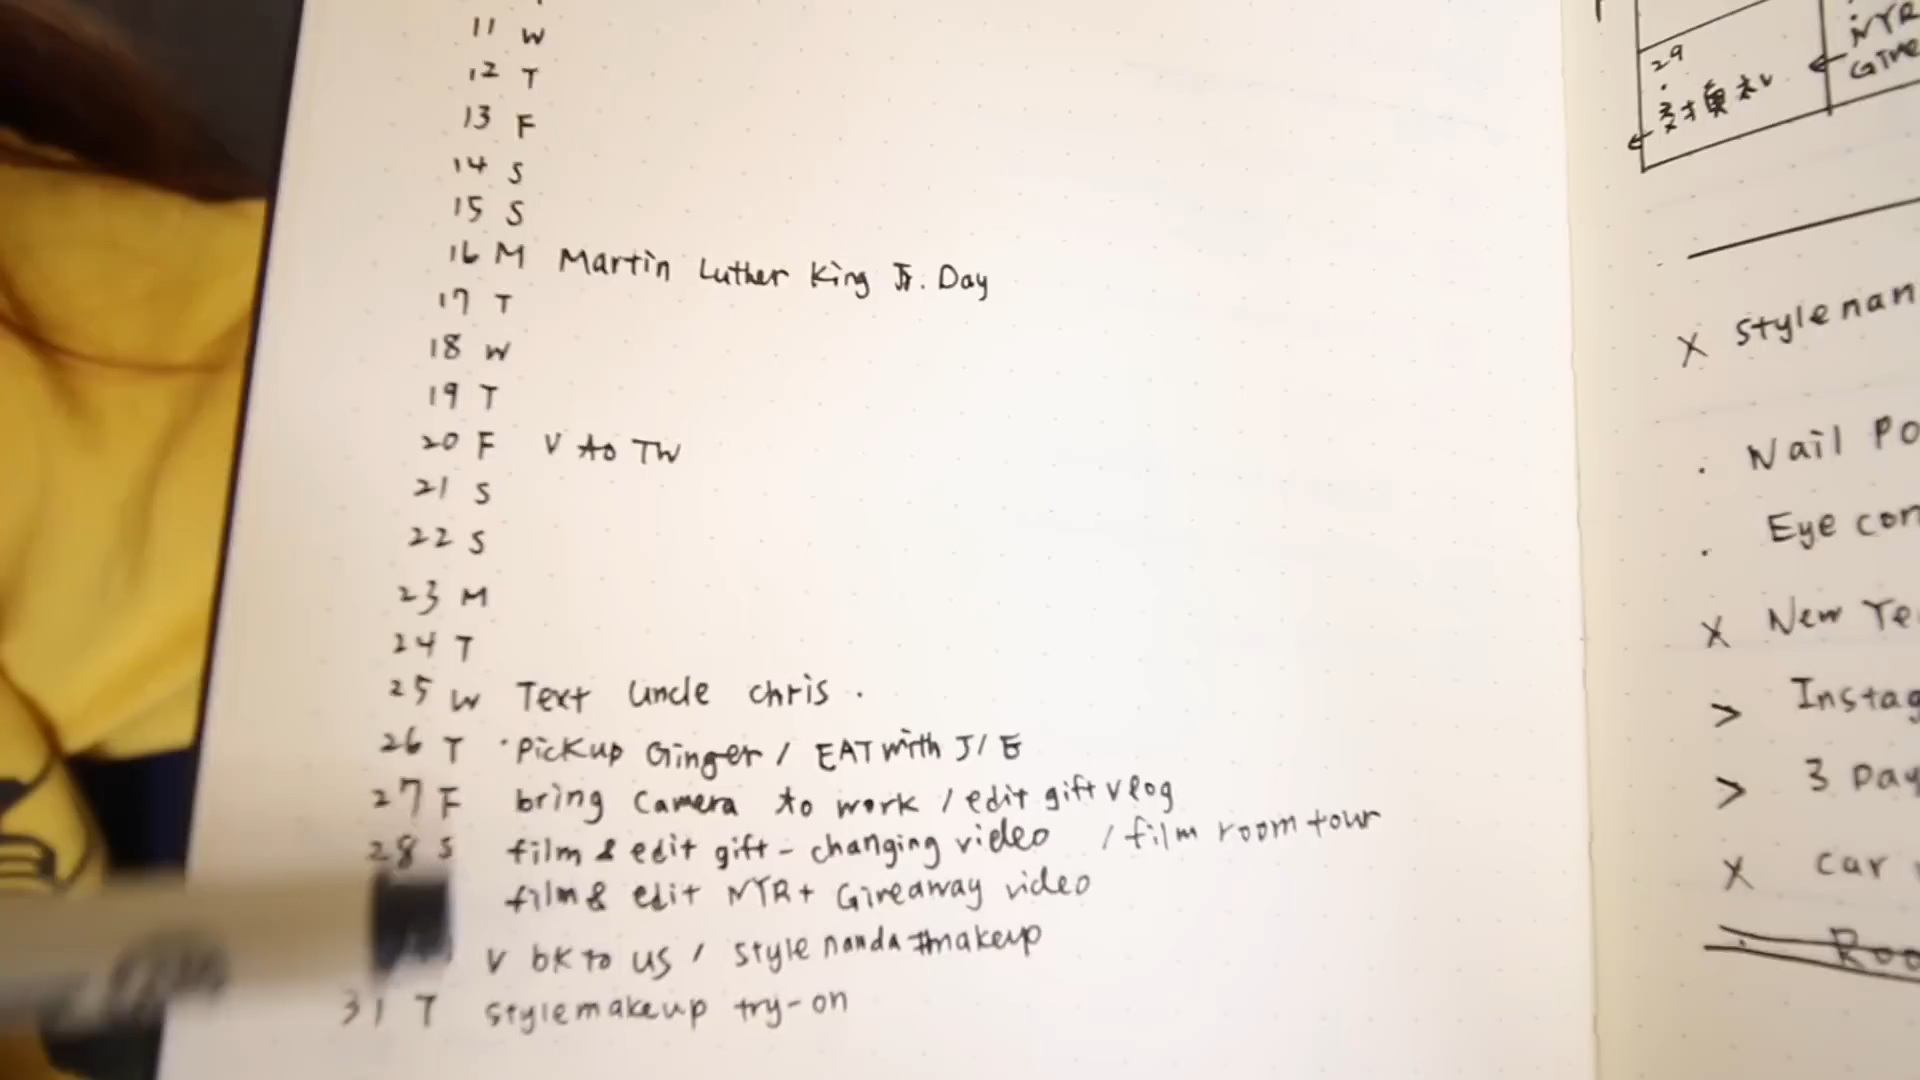 11 W
12 T
13 F
14 S
15 S
16 M Martin Luther King Jr. Day
17 T
18 W
19 T
20 F V to TW
21 S
22 S
23 M
24 T
25 W Text Uncle Chris.
26 T · Pickup Ginger / EAT with J/E
27 F bring camera to work / edit gift vlog
28 S film & edit gift-changing video / film room tour
film & edit NYR + Giveaway video
V bk to US / style nanda makeup
31 T stylemakeup try-on
NYR
Give
29
X Stylenan
· Nail Po
· Eye con
X New Ye
> Instag
> 3 Day
X Car
· Roo